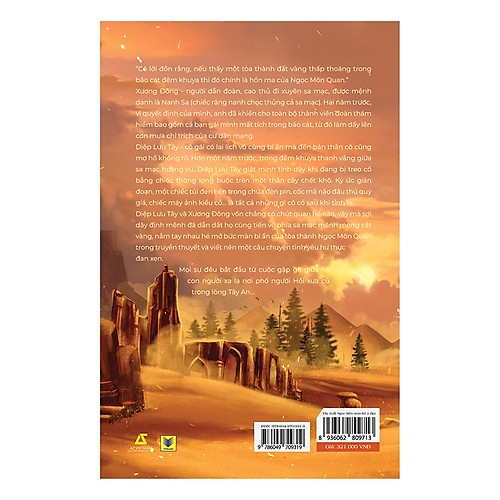 “Có lời đồn rằng, nếu thấy một tòa thành đất vàng thấp thoáng trong
bão cát đêm khuya thì đó chính là hồn ma của Ngọc Môn Quan.”
Xương Đông - người dẫn đoàn, cao thủ đi xuyên sa mạc, được mệnh
danh là Nanh Sa (chiếc răng nanh chọc thủng cả sa mạc). Hai năm trước,
vì quyết định của mình, anh đã khiến cho toàn bộ thành viên Đoàn thám
hiểm bao gồm cả bạn gái mình mất tích trong bão cát, từ đó làm dấy lên
cơn mưa chỉ trích của cư dân mạng.
Diệp Lưu Tây - cô gái có lai lịch vô cùng bí ẩn mà đến bản thân cô cũng
mơ hồ không rõ. Hơn một năm trước, trong đêm khuya thanh vắng giữa
sa mạc hoang vu, Diệp Lưu Tây giật mình tỉnh dậy khi đang bị treo cổ
bằng chiếc thòng lọng buộc trên một thân cây chết khô. Ký ức gián
đoạn, một chiếc túi đen bên trong chứa đèn pin, cốc mã não đầu thú quý
giá, chiếc máy ảnh kiểu cổ... là tất cả những gì cô có sau khi tỉnh lại.
Diệp Lưu Tây và Xương Đông vốn chẳng có chút quan hệ nào, vậy mà sợi
dây định mệnh đã dẫn dắt họ cùng tiến về phía sa mạc mênh mông cát
vàng, nắm tay nhau hé mở bức màn bí ẩn của tòa thành Ngọc Môn Quan
trong truyền thuyết và viết nên một câu chuyện tình yêu hư thực
đan xen.
Mọi sự đều bắt đầu từ cuộc gặp gỡ giữa hai
con người xa lạ nơi phố người Hồi xưa cũ
trong lòng Tây An...
9 786049 709319
8 936062 809713
Giá: 321 000 VNĐ